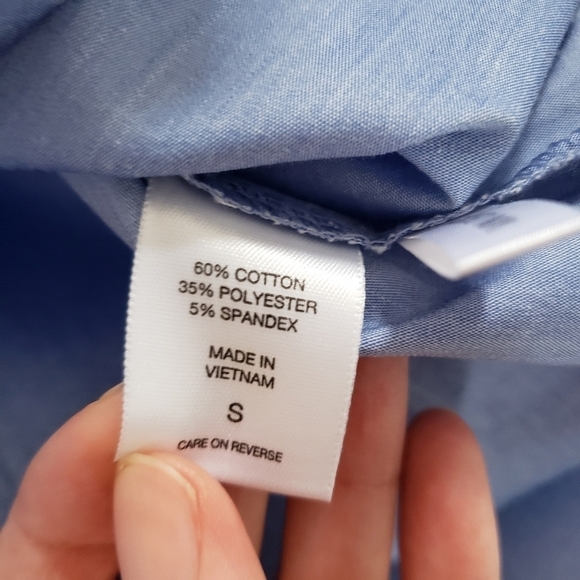 60% COTTON
35% POLYESTER
5% SPANDEX
MADE IN
VIETNAM
S
CARE ON REVERSE